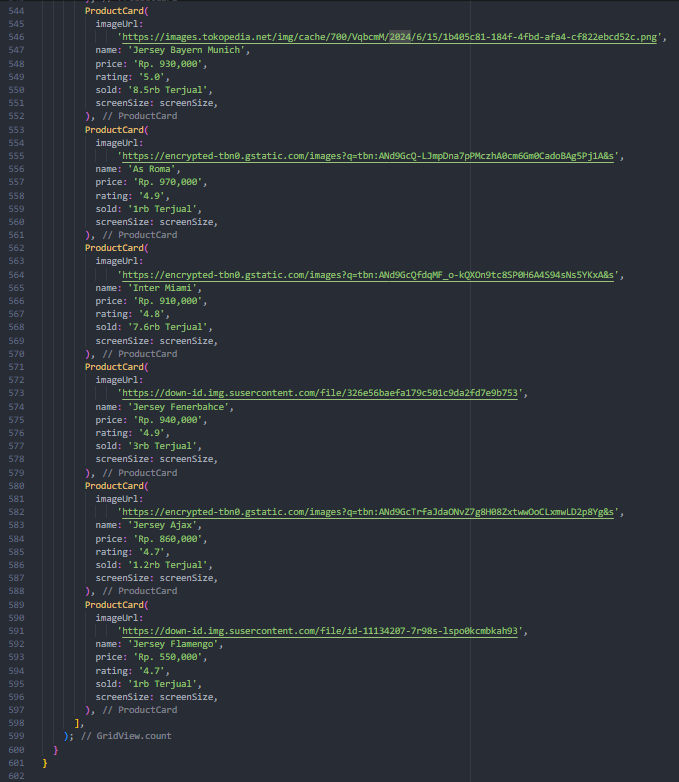 544 ProductCard(
545 imageUrl:
546 'https://images.tokopedia.net/img/cache/700/VqbcmM/2024/6/15/1b405c81-184f-4fbd-afa4-cf822ebcd52c.png',
547 name: 'Jersey Bayern Munich',
548 price: 'Rp. 930,000',
549 rating: '5.0',
550 sold: '8.5rb Terjual',
551 screenSize: screenSize,
552 ), // ProductCard
553 ProductCard(
554 imageUrl:
555 'https://encrypted-tbn0.gstatic.com/images?q=tbn:ANd9GcQ-LJmpDna7pPMczhA0cm6Gm0CadoBAg5Pj1A&s',
556 name: 'As Roma',
557 price: 'Rp. 970,000',
558 rating: '4.9',
559 sold: '1rb Terjual',
560 screenSize: screenSize,
561 ), // ProductCard
562 ProductCard(
563 imageUrl:
564 'https://encrypted-tbn0.gstatic.com/images?q=tbn:ANd9GcQfdqMF_o-kQXOn9tc8SP0H6A4S94sNs5YKxA&s',
565 name: 'Inter Miami',
566 price: 'Rp. 910,000',
567 rating: '4.8',
568 sold: '7.6rb Terjual',
569 screenSize: screenSize,
570 ), // ProductCard
571 ProductCard(
572 imageUrl:
573 'https://down-id.img.susercontent.com/file/326e56baefa179c501c9da2fd7e9b753',
574 name: 'Jersey Fenerbahce',
575 price: 'Rp. 940,000',
576 rating: '4.9',
577 sold: '3rb Terjual',
578 screenSize: screenSize,
579 ), // ProductCard
580 ProductCard(
581 imageUrl:
582 'https://encrypted-tbn0.gstatic.com/images?q=tbn:ANd9GcTrfaJdaONvZ7g8H08ZxtwwOoCLxmwLD2p8Yg&s',
583 name: 'Jersey Ajax',
584 price: 'Rp. 860,000',
585 rating: '4.7',
586 sold: '1.2rb Terjual',
587 screenSize: screenSize,
588 ), // ProductCard
589 ProductCard(
590 imageUrl:
591 'https://down-id.img.susercontent.com/file/id-11134207-7r98s-lspo0kcmbkah93',
592 name: 'Jersey Flamengo',
593 price: 'Rp. 550,000',
594 rating: '4.7',
595 sold: '1rb Terjual',
596 screenSize: screenSize,
597 ), // ProductCard
598 ],
599 ); // GridView.count
600 }
601 }
602